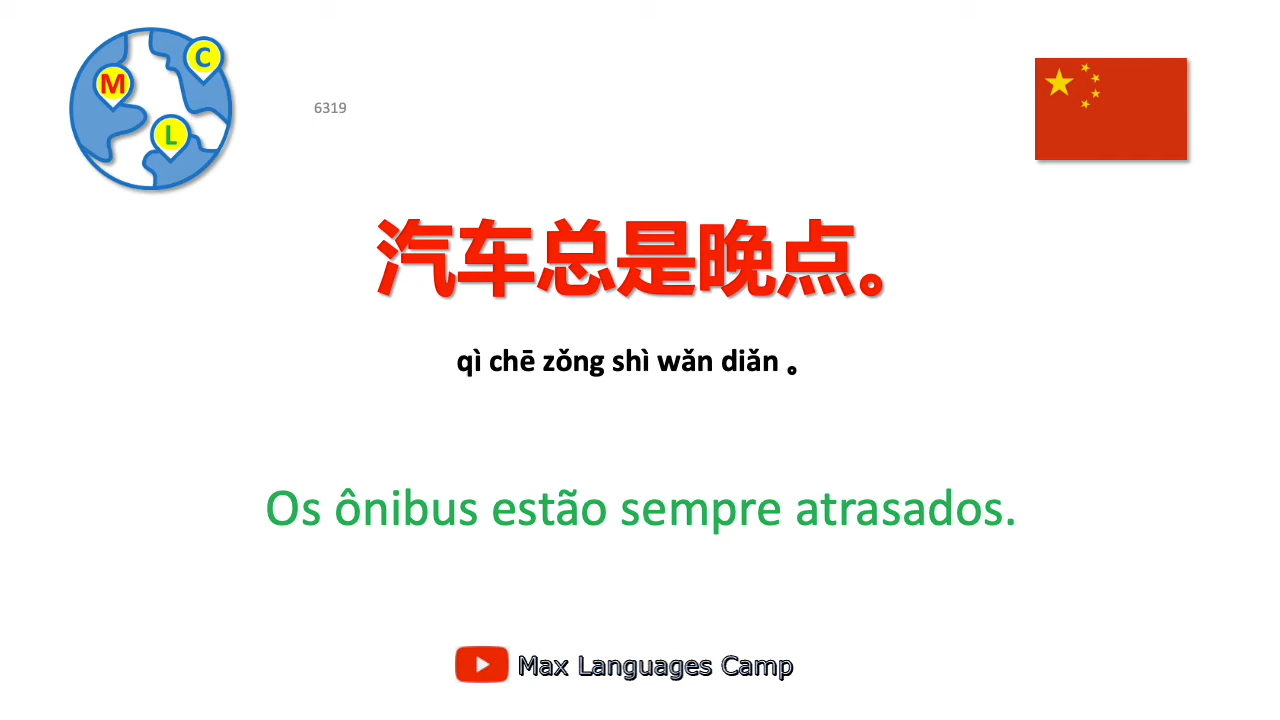 M
C
L
6319
汽车总是晚点。
qì chē zǒng shì wǎn diǎn 。
Os ônibus estão sempre atrasados.
Max Languages Camp